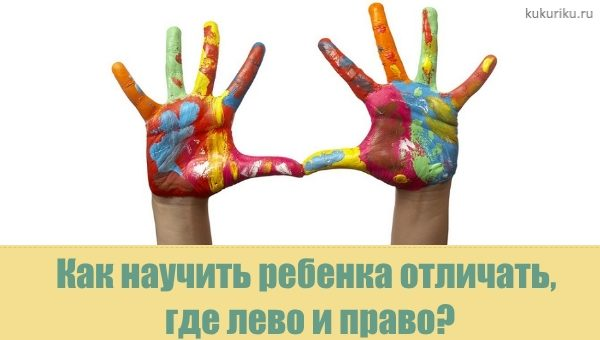 kukuriku.ru
Как научить ребенка отличать,
где лево и право?